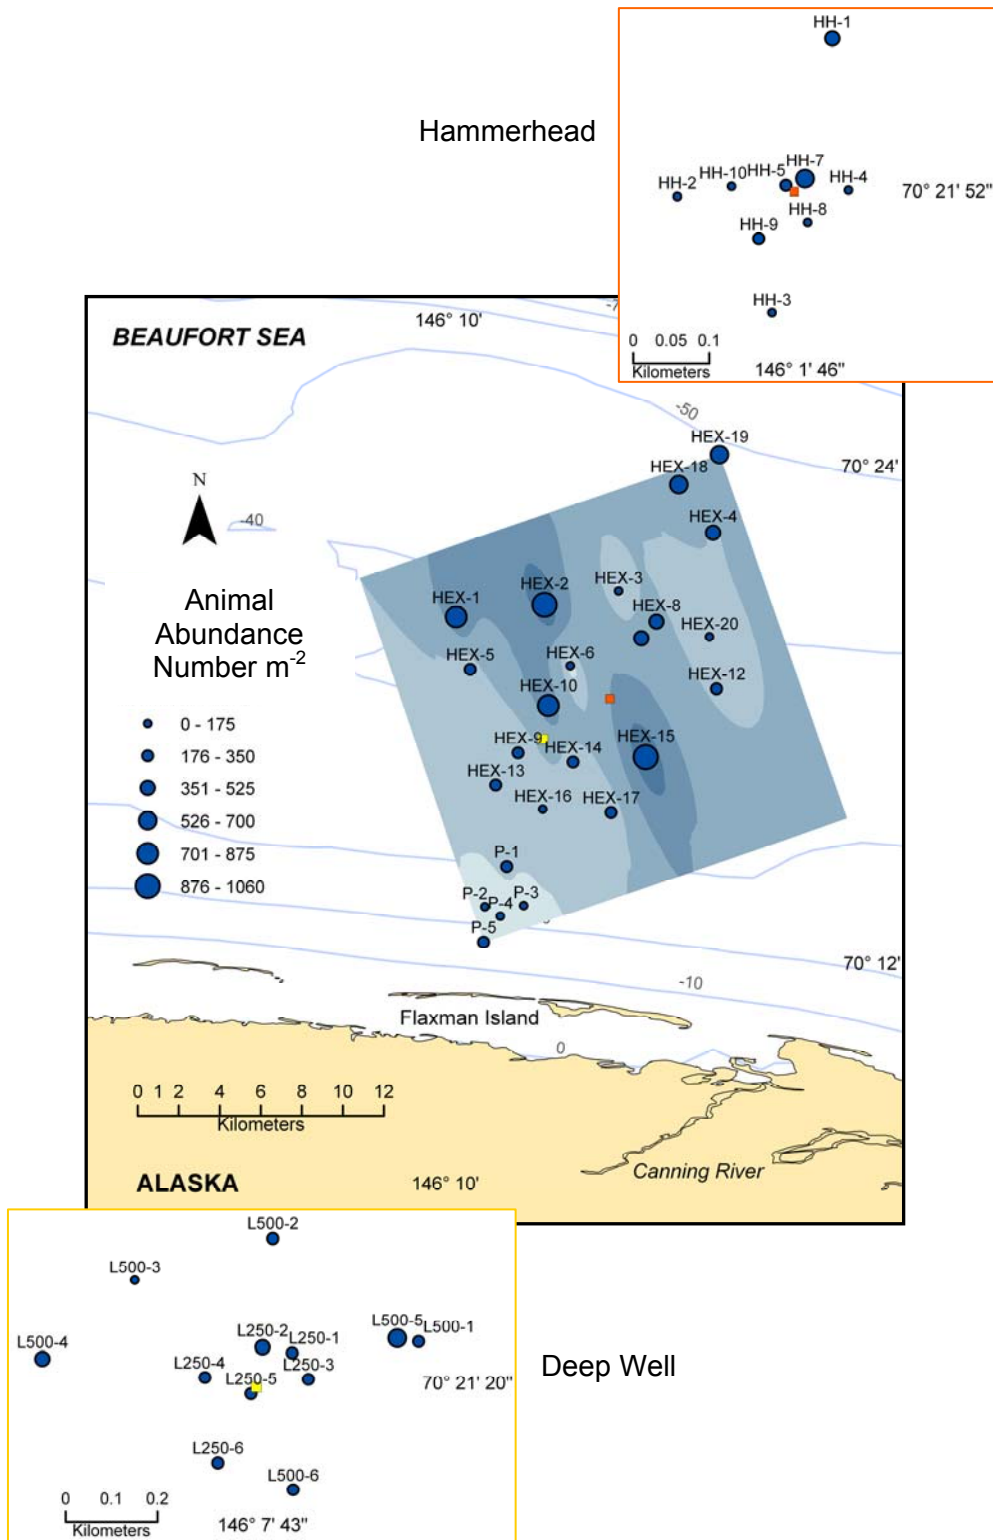 HH-1
Hammerhead
HH-7
HH-10
HH-5
HH-2
HH-4
70° 21' 52"
HH-8
HH-9
HH-3
0 0.05 0.1
Kilometers
146° 1' 46"
BEAUFORT SEA
146° 10'
-50
HEX-19
70° 24'
HEX-18
N
-40
HEX-4
Animal
Abundance
Number m-2
HEX-3
HEX-2
HEX-1
HEX-8
HEX-20
HEX-5
HEX-6
HEX-12
HEX-10
0 - 175
HEX-9
HEX-15
176 - 350
HEX-14
HEX-13
351 - 525
HEX-16
HEX-17
526 - 700
701 - 875
P-1
876 - 1060
P-2
P-3
P-4
P-5
70° 12'
-10
Flaxman Island
0
0 1 2 4 6 8 10 12
Kilometers
Canning River
ALASKA
146° 10'
L500-2
L500-3
L500-5
L500-1
L250-2
L250-1
L500-4
Deep Well
L250-4
L250-3
70° 21' 20"
L250-5
L250-6
L500-6
0 0.1 0.2
Kilometers
146° 7' 43"